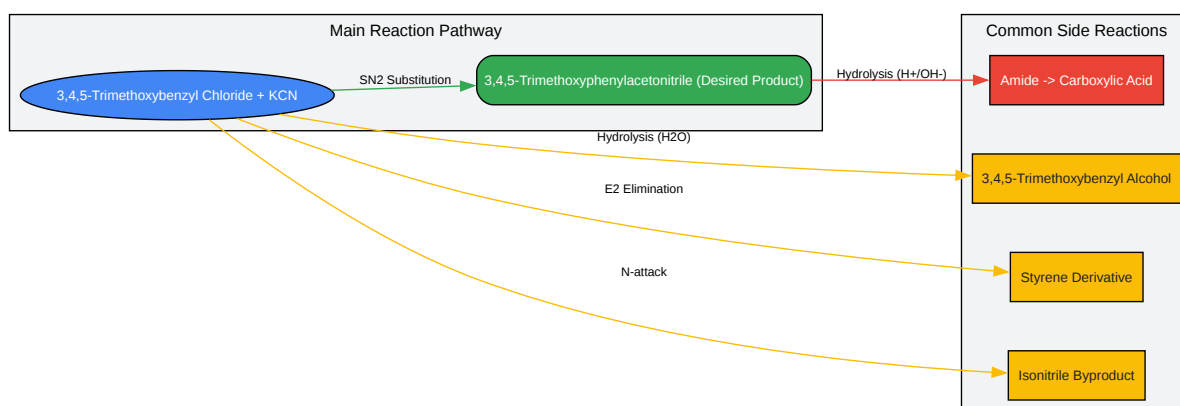 Main Reaction Pathway
Common Side Reactions
3,4,5-Trimethoxybenzyl Chloride + KCN
SN2 Substitution
3,4,5-Trimethoxyphenylacetonitrile (Desired Product)
Hydrolysis (H+/OH-)
Amide -> Carboxylic Acid
Hydrolysis (H2O)
3,4,5-Trimethoxybenzyl Alcohol
E2 Elimination
Styrene Derivative
N-attack
Isonitrile Byproduct